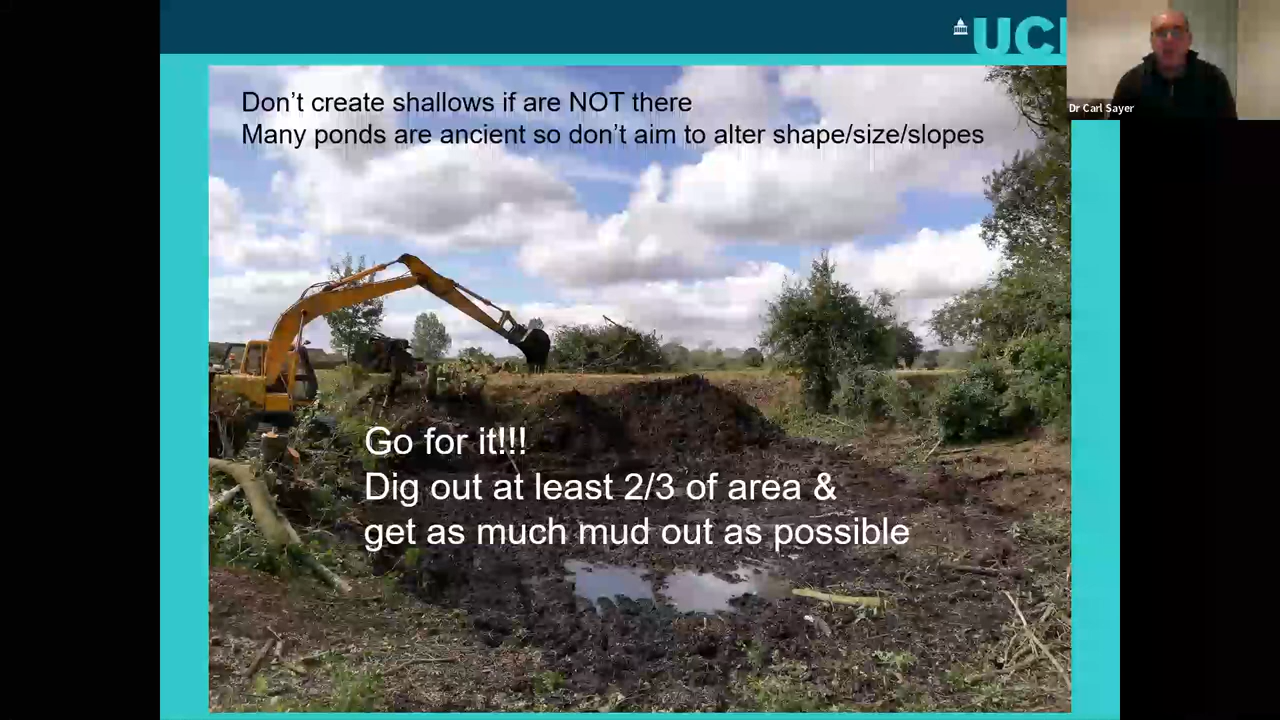 UCL
Dr Carl Sayer
Don't create shallows if are NOT there
Many ponds are ancient so don't aim to alter shape/size/slopes
Go for it!!!
Dig out at least 2/3 of area &
get as much mud out as possible